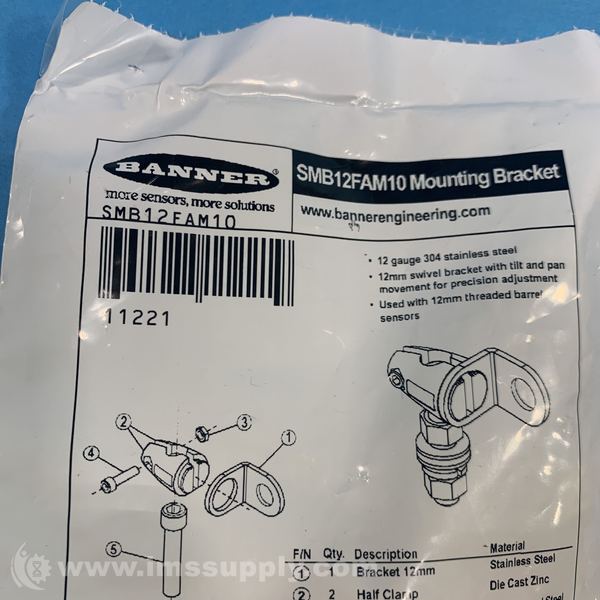 BANNER®
more sensors, more solutions
SMB12FAM10
11221
SMB12FAM10 Mounting Bracket
www.bannerengineering.com
• 12 gauge 304 stainless steel
• 12mm swivel bracket with tilt and pan
movement for precision adjustment
• Used with 12mm threaded barrel
sensors
2
3
1
4
5
F/N Qty. Description Material
1 1 Bracket 12mm Stainless Steel
2 2 Half Clamp Die Cast Zinc
Steel
www.imssupply.com